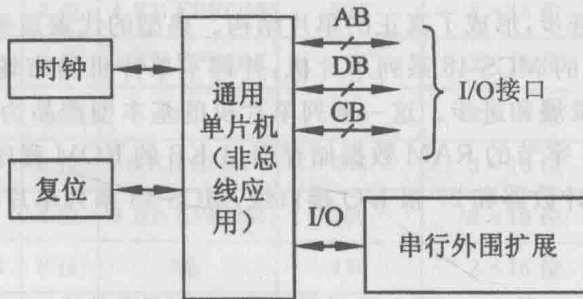 AB
DB
CB
I/O接口
时钟
通用
单片机
(非总
线应
用)
复位
I/O
串行外围扩展